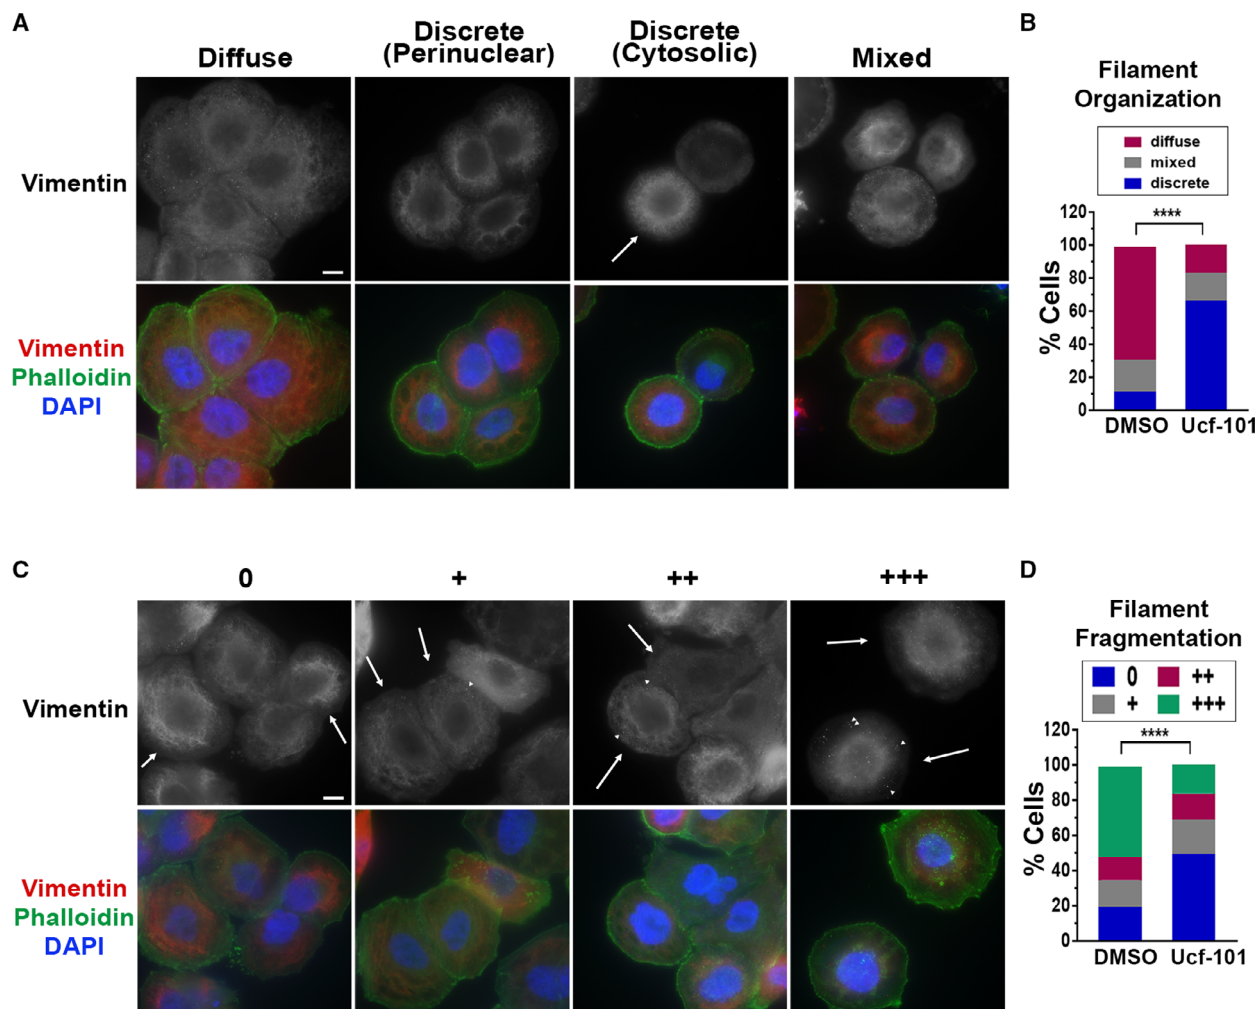 A
Diffuse
Discrete
(Perinuclear)
Discrete
(Cytosolic)
Mixed
Vimentin
Vimentin
Phalloidin
DAPI
B
Filament
Organization
diffuse
mixed
discrete
****
120
100
80
60
40
20
0
% Cells
DMSO
Ucf-101
C
0
+
++
+++
Vimentin
Vimentin
Phalloidin
DAPI
D
Filament
Fragmentation
0
++
+
+++
****
120
100
80
60
40
20
0
% Cells
DMSO
Ucf-101